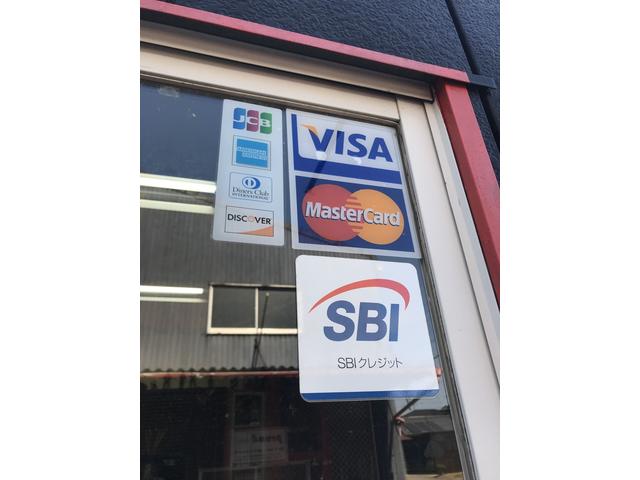 JCB
AMERICAN
EXPRESS
Diners Club
INTERNATIONAL
DISCOVER
VISA
MasterCard
SBI
SBIクレジット